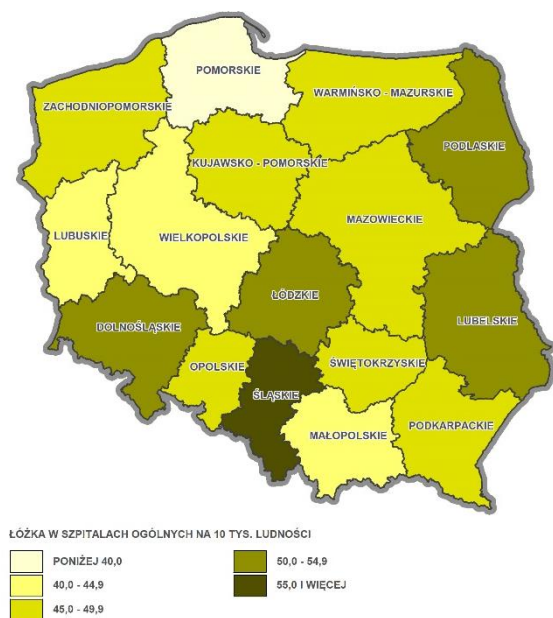 POMORSKIE
ZACHODNIOPOMORSKIE
WARMIŃSKO - MAZURSKIE
PODLASKIE
KUJAWSKO - POMORSKIE
MAZOWIECKIE
LUBUSKIE
WIELKOPOLSKIE
ŁÓDZKIE
LUBELSKIE
DOLNOŚLĄSKIE
OPOLSKIE
ŚWIĘTOKRZYSKIE
ŚLĄSKIE
PODKARPACKIE
MAŁOPOLSKIE
ŁÓŻKA W SZPITALACH OGÓLNYCH NA 10 TYS. LUDNOŚCI
PONIŻEJ 40,0
40,0 - 44,9
45,0 - 49,9
50,0 - 54,9
55,0 I WIĘCEJ